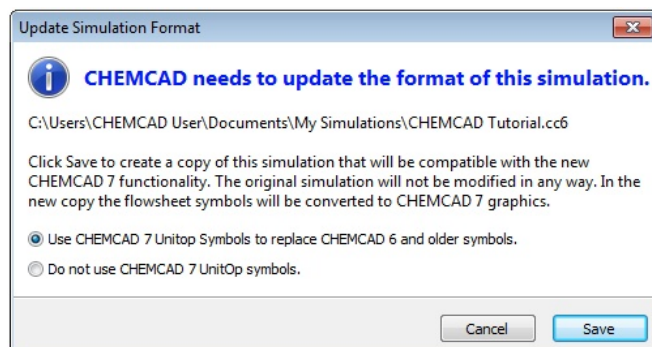 Update Simulation Format
CHEMCAD needs to update the format of this simulation.
C:\Users\CHEMCAD User\Documents\My Simulations\CHEMCAD Tutorial.cc6
Click Save to create a copy of this simulation that will be compatible with the new
CHEMCAD 7 functionality. The original simulation will not be modified in any way. In the
new copy the flowsheet symbols will be converted to CHEMCAD 7 graphics.
Use CHEMCAD 7 Unitop Symbols to replace CHEMCAD 6 and older symbols.
Do not use CHEMCAD 7 UnitOp symbols.
Cancel Save